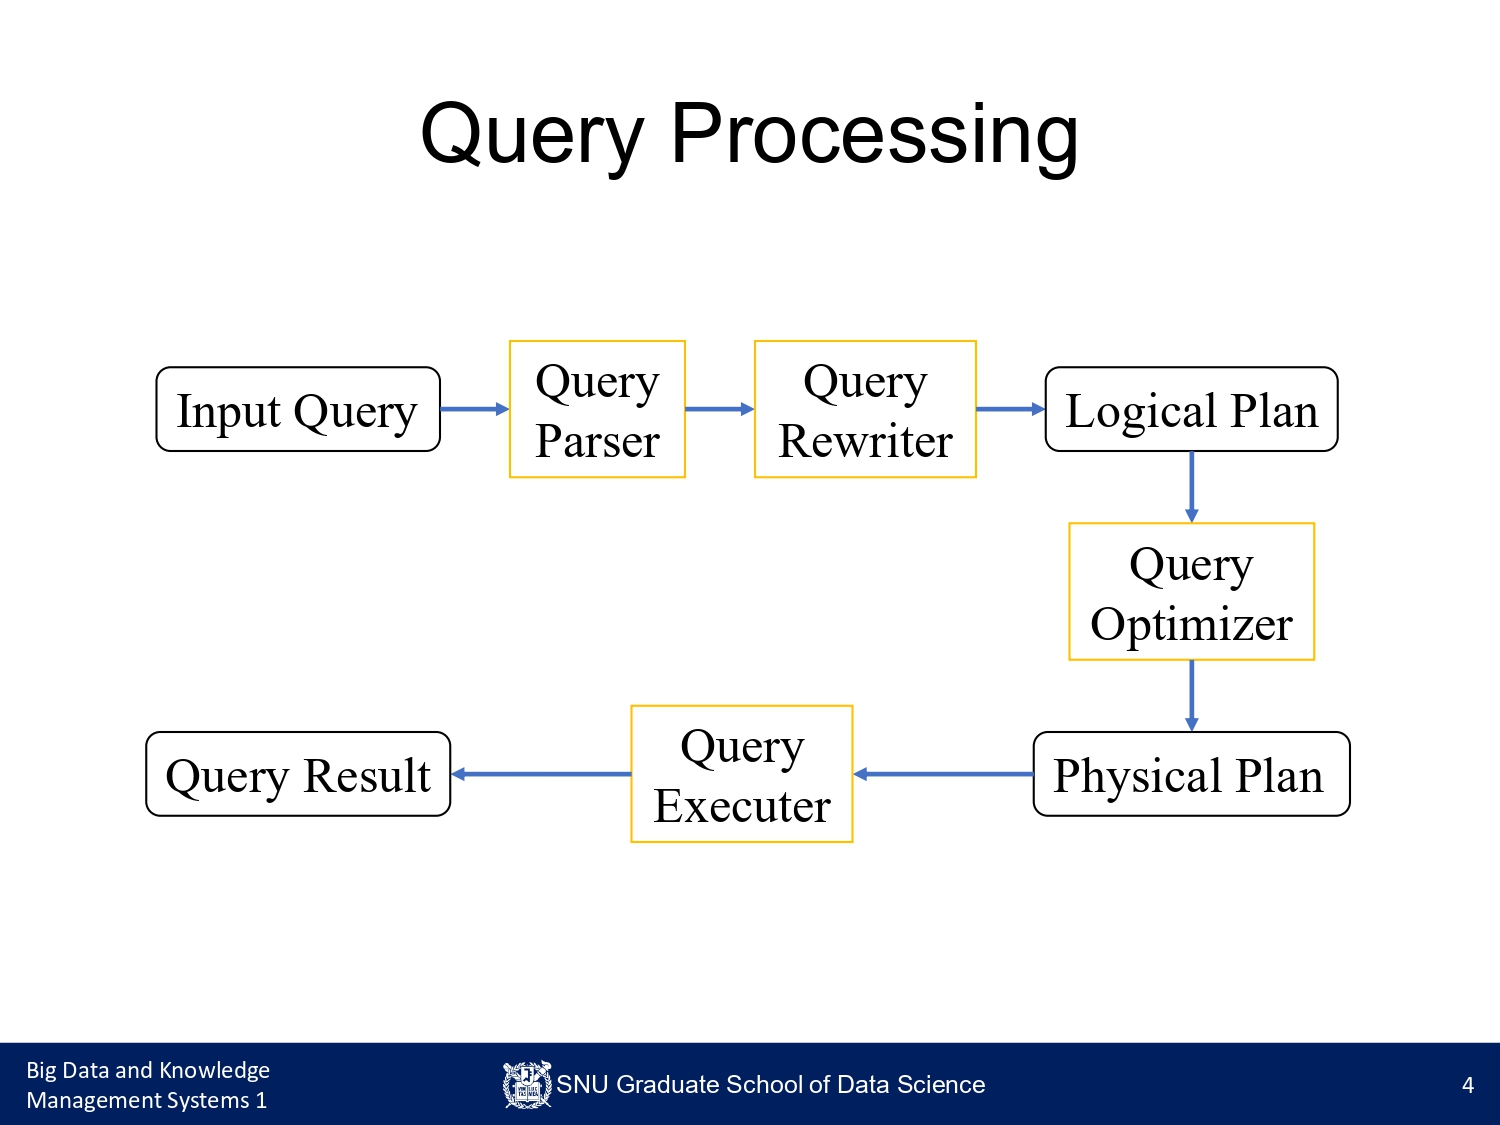 Query Processing
Input Query
Query
Parser
Query
Rewriter
Logical Plan
Query
Optimizer
Physical Plan
Query
Executer
Query Result
Big Data and Knowledge
Management Systems 1
SNU Graduate School of Data Science
4